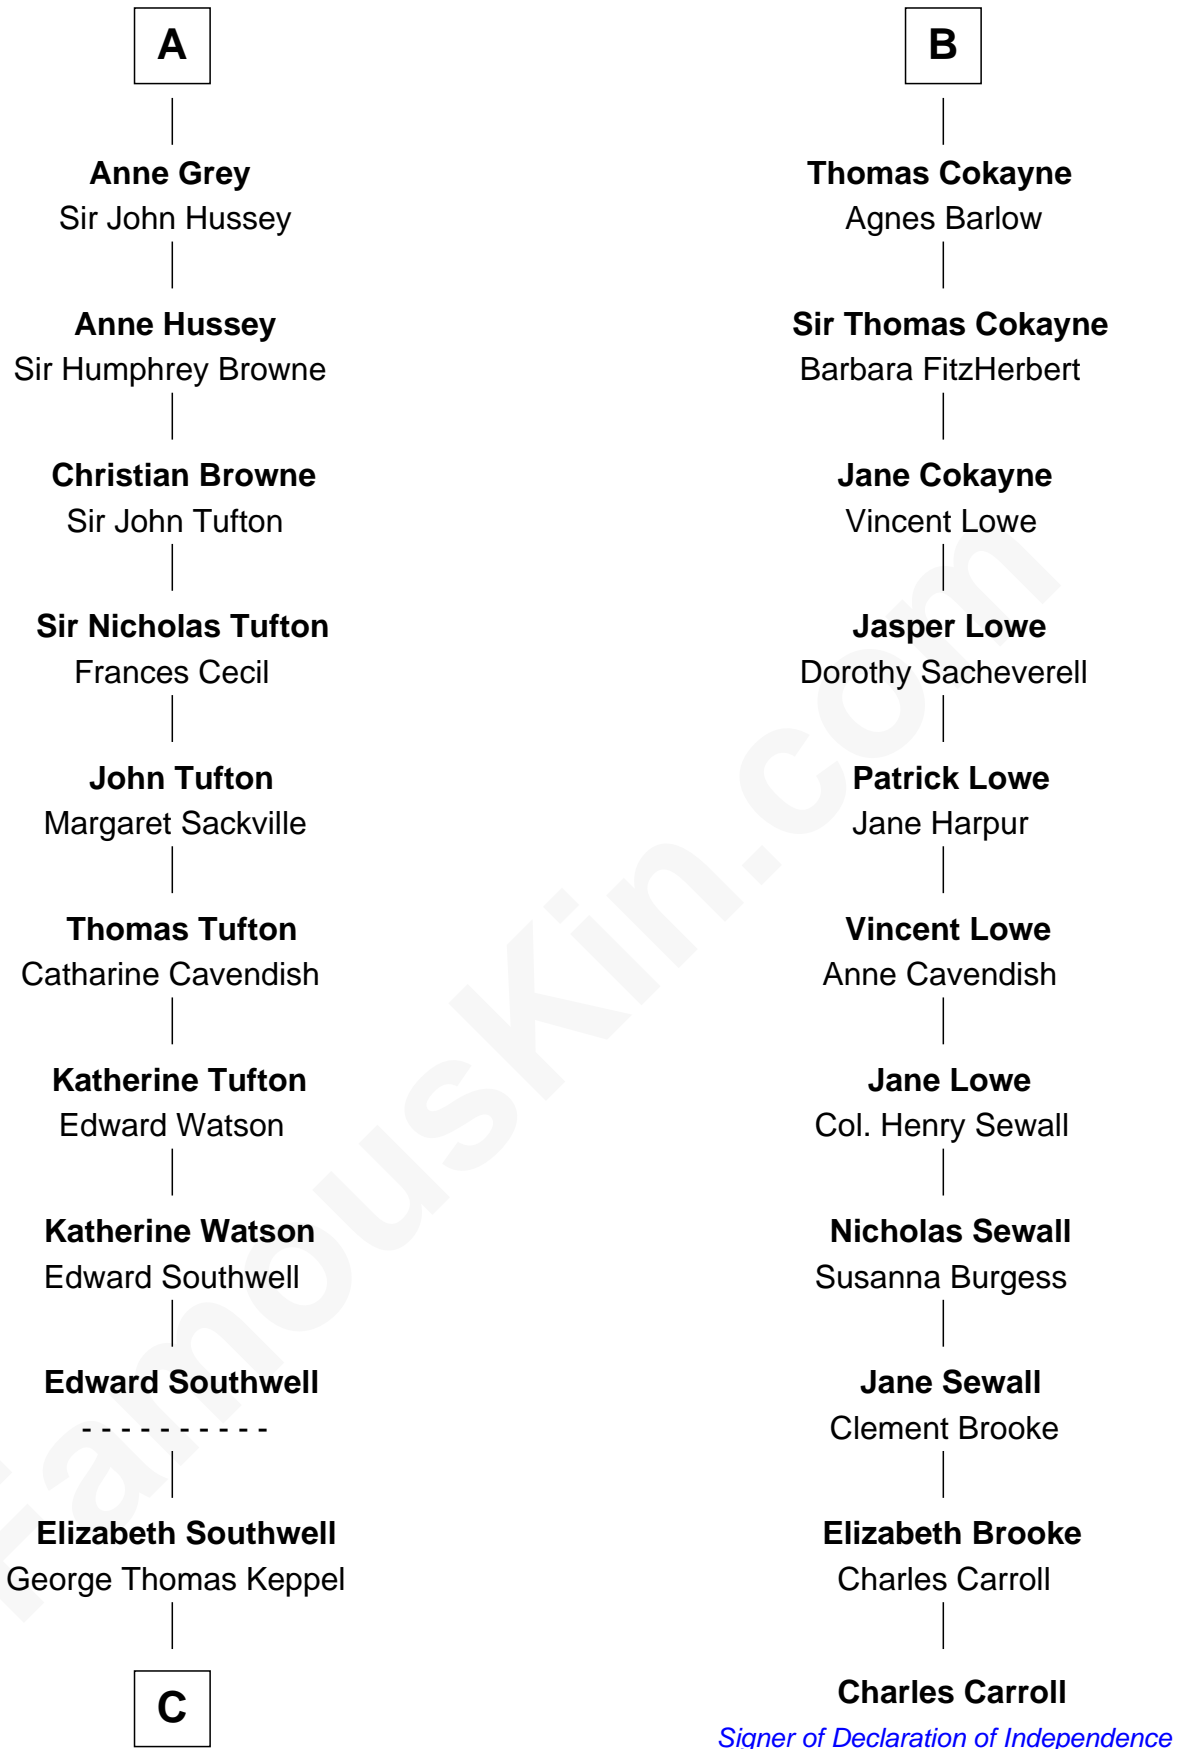 A
Anne Grey
Sir John Hussey
Anne Hussey
Sir Humphrey Browne
Christian Browne
Sir John Tufton
Sir Nicholas Tufton
Frances Cecil
John Tufton
Margaret Sackville
Thomas Tufton
Catharine Cavendish
Katherine Tufton
Edward Watson
Katherine Watson
Edward Southwell
Edward Southwell
- - - - - - - - - -
Elizabeth Southwell
George Thomas Keppel
C
B
Thomas Cokayne
Agnes Barlow
Sir Thomas Cokayne
Barbara FitzHerbert
Jane Cokayne
Vincent Lowe
Jasper Lowe
Dorothy Sacheverell
Patrick Lowe
Jane Harpur
Vincent Lowe
Anne Cavendish
Jane Lowe
Col. Henry Sewall
Nicholas Sewall
Susanna Burgess
Jane Sewall
Clement Brooke
Elizabeth Brooke
Charles Carroll
Charles Carroll
Signer of Declaration of Independence
FamousKin.com